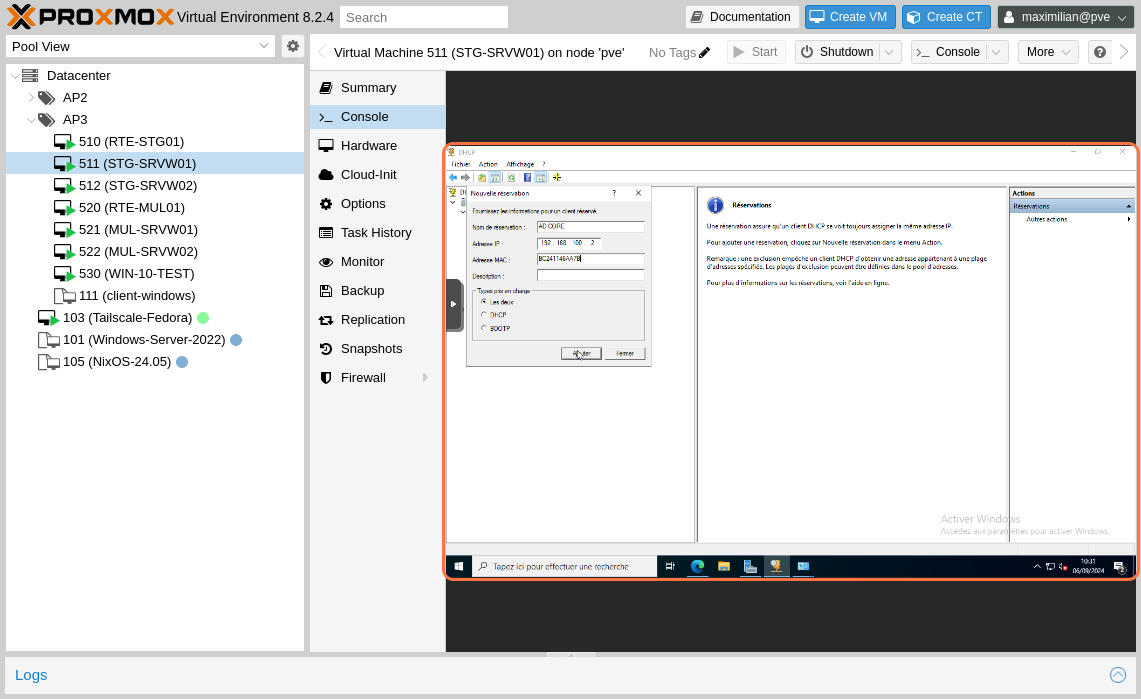 PROXMOX Virtual Environment 8.2.4
Search
Documentation
Create VM
Create CT
maximilian@pve
Pool View
Datacenter
AP2
AP3
510 (RTE-STG01)
511 (STG-SRVW01)
512 (STG-SRVW02)
520 (RTE-MUL01)
521 (MUL-SRVW01)
522 (MUL-SRVW02)
530 (WIN-10-TEST)
111 (client-windows)
103 (Tailscale-Fedora)
101 (Windows-Server-2022)
105 (NixOS-24.05)
Virtual Machine 511 (STG-SRVW01) on node 'pve'
No Tags
Start
Shutdown
Console
More
Summary
Console
Hardware
Cloud-Init
Options
Task History
Monitor
Backup
Replication
Snapshots
Firewall
DHCP
Fichier Action Affichage ?
Nouvelle réservation ?
Fournissez les informations pour un client réservé.
Nom de réservation : AD CORE
Adresse IP : 192 . 168 . 100 . 2
Adresse MAC : BC241146AA7B
Description :
Types pris en charge
Les deux
DHCP
BOOTP
Ajouter
Fermer
Réservations
Une réservation assure qu'un client DHCP se voit toujours assigner la même adresse IP.
Pour ajouter une réservation, cliquez sur Nouvelle réservation dans le menu Action.
Remarque : une exclusion empêche un client DHCP d'obtenir une adresse appartenant à une plage
d'adresses spécifiée. Les plages d'exclusion peuvent être définies dans le pool d'adresses.
Pour plus d'informations sur les réservations, voir l'aide en ligne.
Actions
Réservations
Autres actions
Activer Windows
Accédez aux paramètres pour activer Windows.
Tapez ici pour effectuer une recherche
10:31
06/09/2024
2
Logs